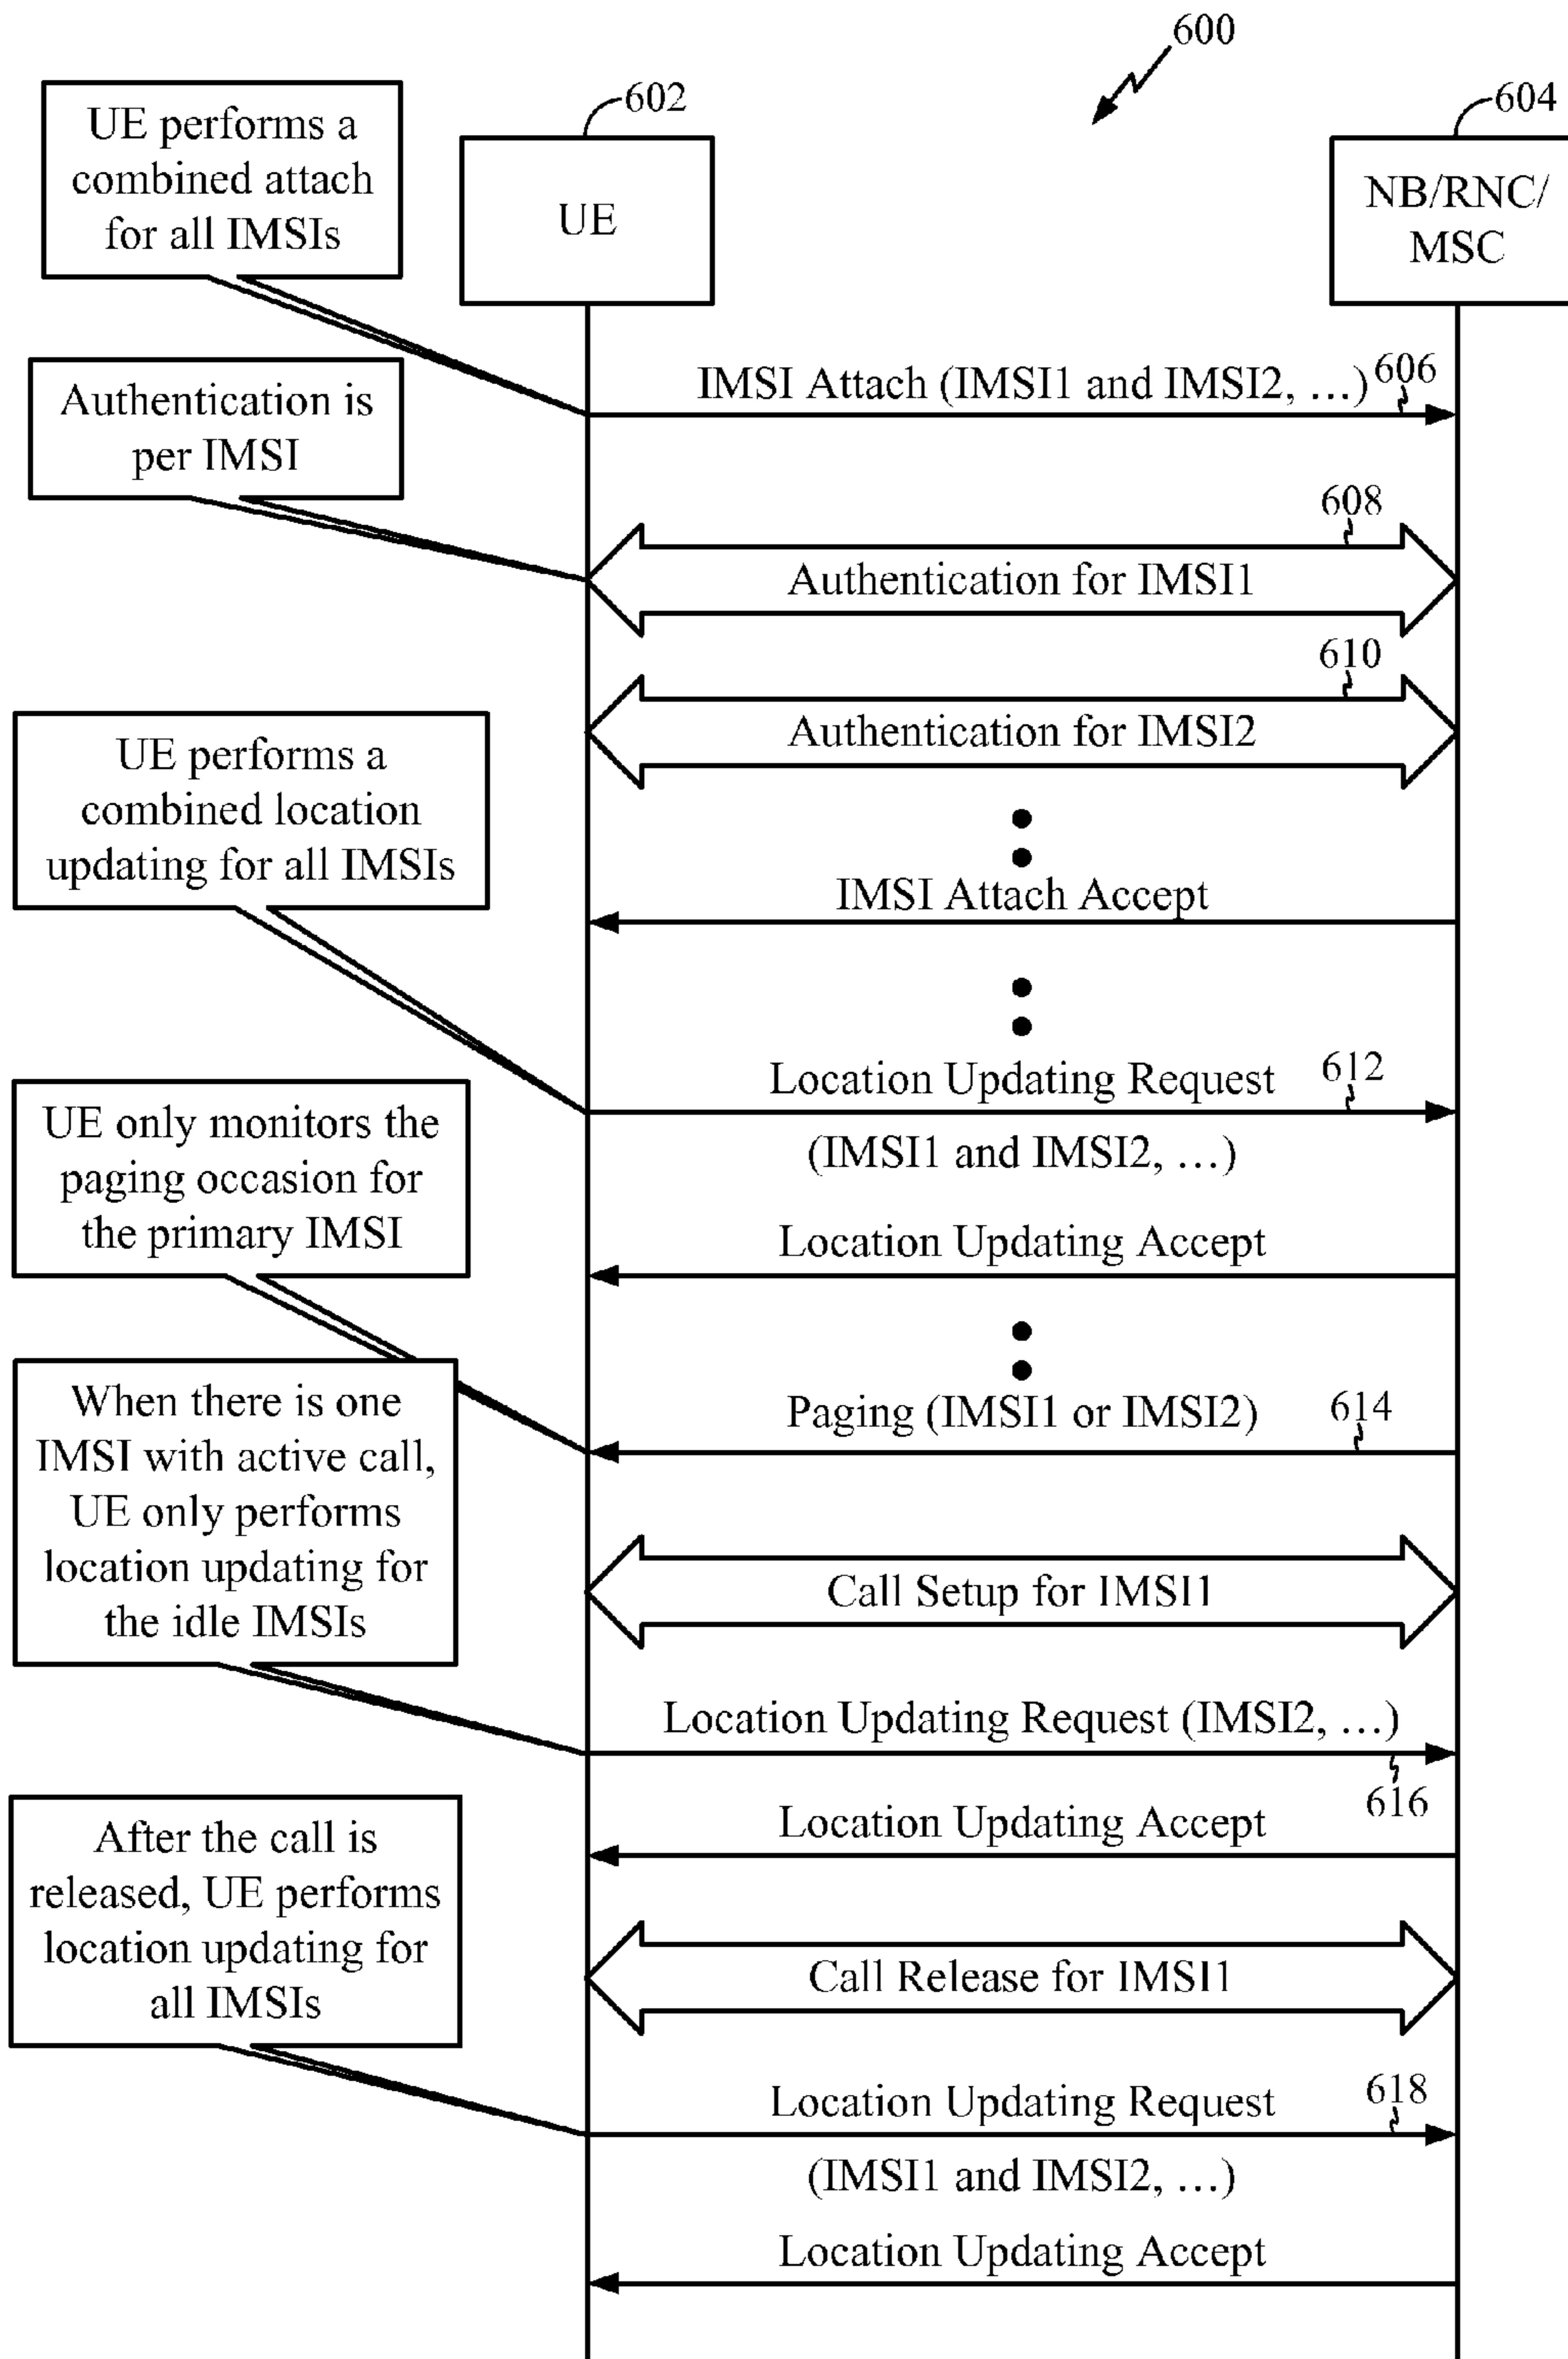 600
602
604
UE performs a
combined attach
for all IMSIs
UE
NB/RNC/
MSC
IMSI Attach (IMSI1 and IMSI2, …)
606
Authentication is
per IMSI
608
Authentication for IMSI1
610
Authentication for IMSI2
UE performs a
combined location
updating for all IMSIs
IMSI Attach Accept
Location Updating Request
612
(IMSI1 and IMSI2, …)
UE only monitors the
paging occasion for
the primary IMSI
Location Updating Accept
Paging (IMSI1 or IMSI2)
614
When there is one
IMSI with active call,
UE only performs
location updating for
the idle IMSIs
Call Setup for IMSI1
Location Updating Request (IMSI2, …)
616
Location Updating Accept
After the call is
released, UE performs
location updating for
all IMSIs
Call Release for IMSI1
Location Updating Request
618
(IMSI1 and IMSI2, …)
Location Updating Accept